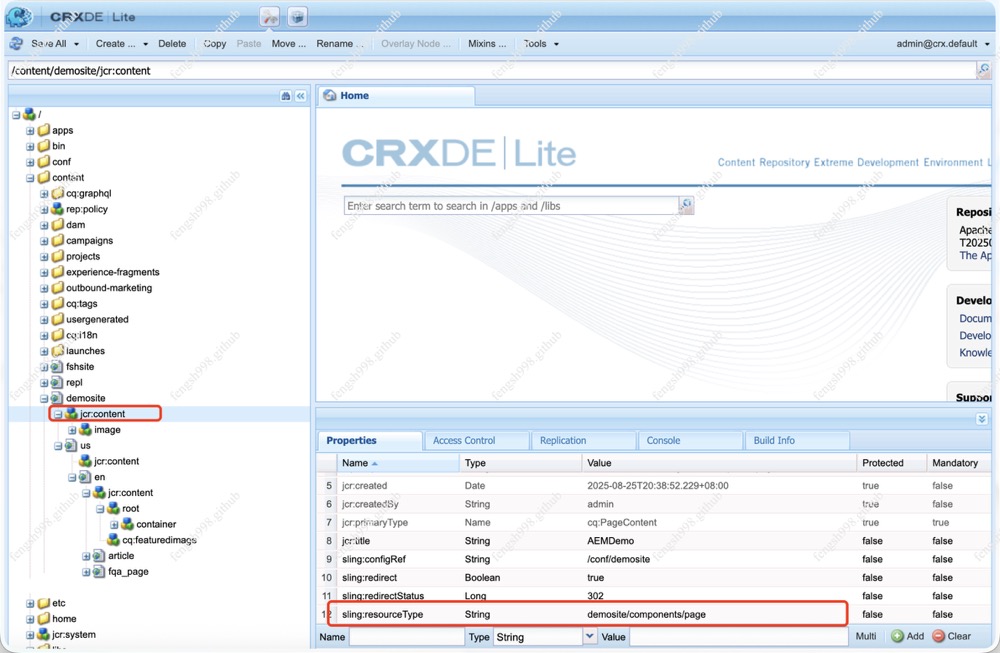 CRXDE | Lite
Save All Create ... Delete Copy Paste Move ... Rename ... Overlay Node ... Mixins ... Tools admin@crx.default
/content/demosite/jcr:content
Home
/
apps
bin
conf
content
cq:graphql
rep:policy
dam
campaigns
projects
experience-fragments
outbound-marketing
cq:tags
usergenerated
cq:i18n
launches
fshsite
repl
demosite
jcr:content
image
us
jcr:content
en
jcr:content
root
container
cq:featuredimage
article
fqa_page
etc
home
jcr:system
CRXDE | Lite
Content Repository Extreme Development Environment L
Enter search term to search in /apps and /libs
Reposi
Apache
T2025
The Ap
Develo
Docum
Develo
Knowle
Suppo
Properties Access Control Replication Console Build Info
Name Type Value Protected Mandatory
5 jcr:created Date 2025-08-25T20:38:52.229+08:00 true false
6 jcr:createdBy String admin true false
7 jcr:primaryType Name cq:PageContent true true
8 jcr:title String AEMDemo false false
9 sling:configRef String /conf/demosite false false
10 sling:redirect Boolean true false false
11 sling:redirectStatus Long 302 false false
12 sling:resourceType String demosite/components/page false false
Name Type String Value Multi Add Clear
fengsh998.github